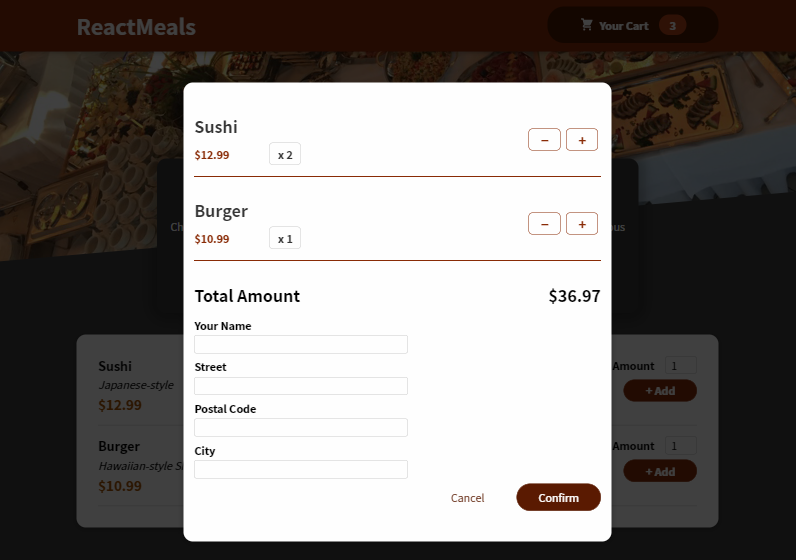 ReactMeals
Your Cart 3
Sushi
$12.99 x 2 − +
Burger
$10.99 x 1 − +
Total Amount $36.97
Your Name
Street
Postal Code
City
Cancel Confirm
Sushi
Japanese-style
$12.99
Amount 1
+ Add
Burger
Hawaiian-style
$10.99
Amount 1
+ Add